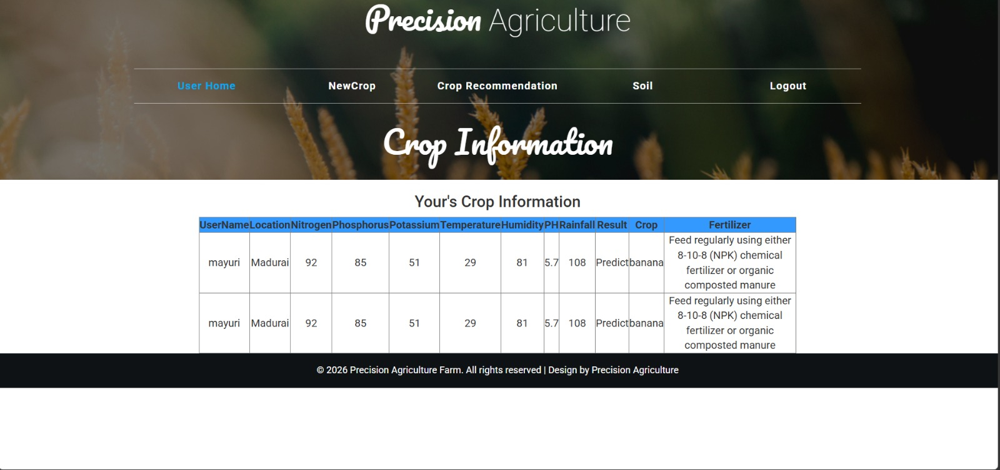 Precision Agriculture
User Home NewCrop Crop Recommendation Soil Logout
Crop Information
Your's Crop Information
UserName Location Nitrogen Phosphorus Potassium Temperature Humidity PH Rainfall Result Crop Fertilizer
mayuri Madurai 92 85 51 29 81 5.7 108 Predict banana Feed regularly using either
8-10-8 (NPK) chemical
fertilizer or organic
composted manure
mayuri Madurai 92 85 51 29 81 5.7 108 Predict banana Feed regularly using either
8-10-8 (NPK) chemical
fertilizer or organic
composted manure
© 2026 Precision Agriculture Farm. All rights reserved | Design by Precision Agriculture